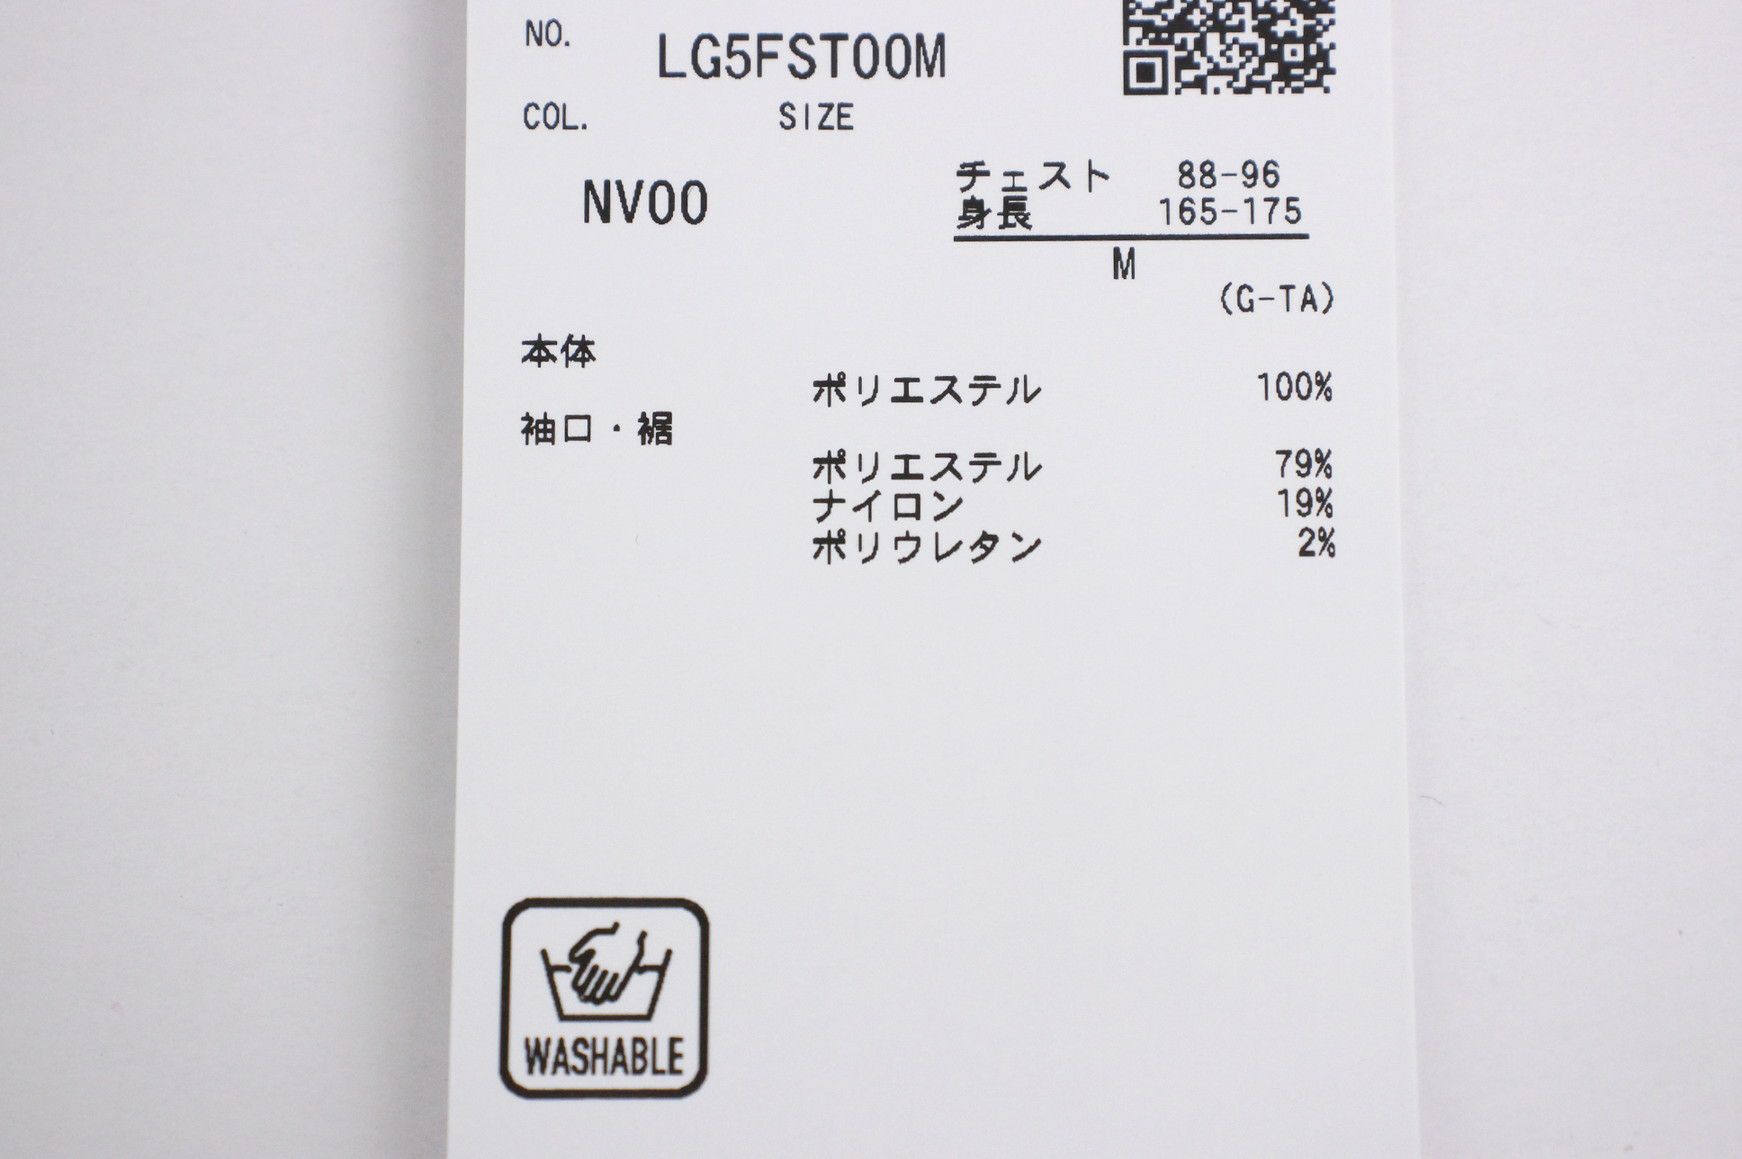 NO.
LG5FST00M
COL. SIZE
チェスト 88-96
NV00
身長 165-175
M
(G-TA)
本体
ポリエステル 100%
袖口・裾
ポリエステル 79%
ナイロン 19%
ポリウレタン 2%
WASHABLE